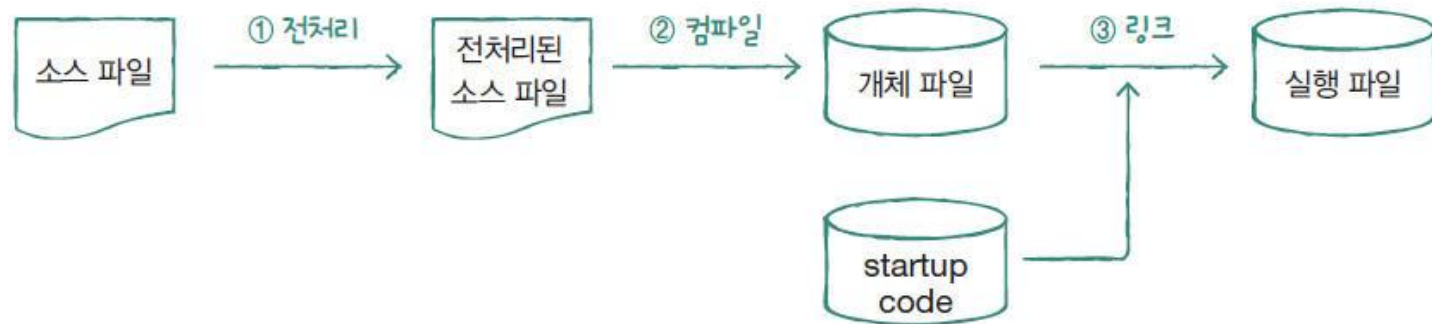 소스 파일
① 전처리
전처리된
소스 파일
② 컴파일
개체 파일
③ 링크
실행 파일
startup
code